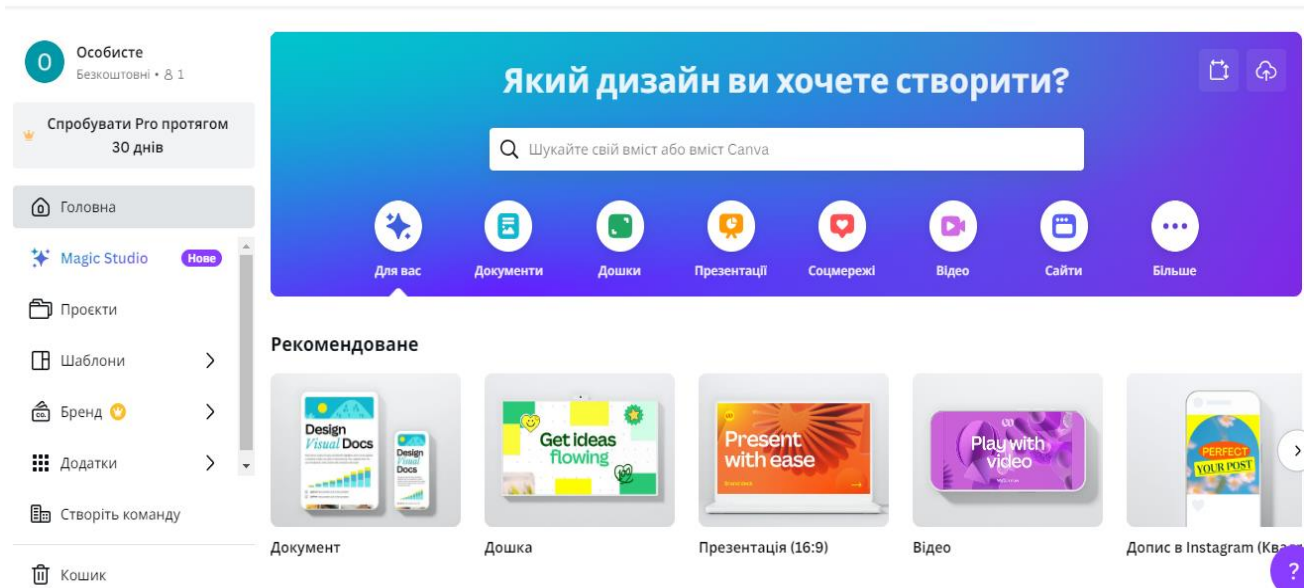 О
Особисте
Безкоштовні • 1
Спробувати Pro протягом
30 днів
Головна
Magic Studio Нове
Проєкти
Шаблони
Бренд
Додатки
Створіть команду
Кошик
Який дизайн ви хочете створити?
Шукайте свій вміст або вміст Canva
Для вас
Документи
Дошки
Презентації
Соцмережі
Відео
Сайти
Більше
Рекомендоване
Design
Visual Docs
Design
Visual
Docs
Документ
Get ideas
flowing
Дошка
Present
with ease
Презентація (16:9)
Play with
video
Відео
PERFECT
YOUR POST
Допис в Instagram (Ква
?